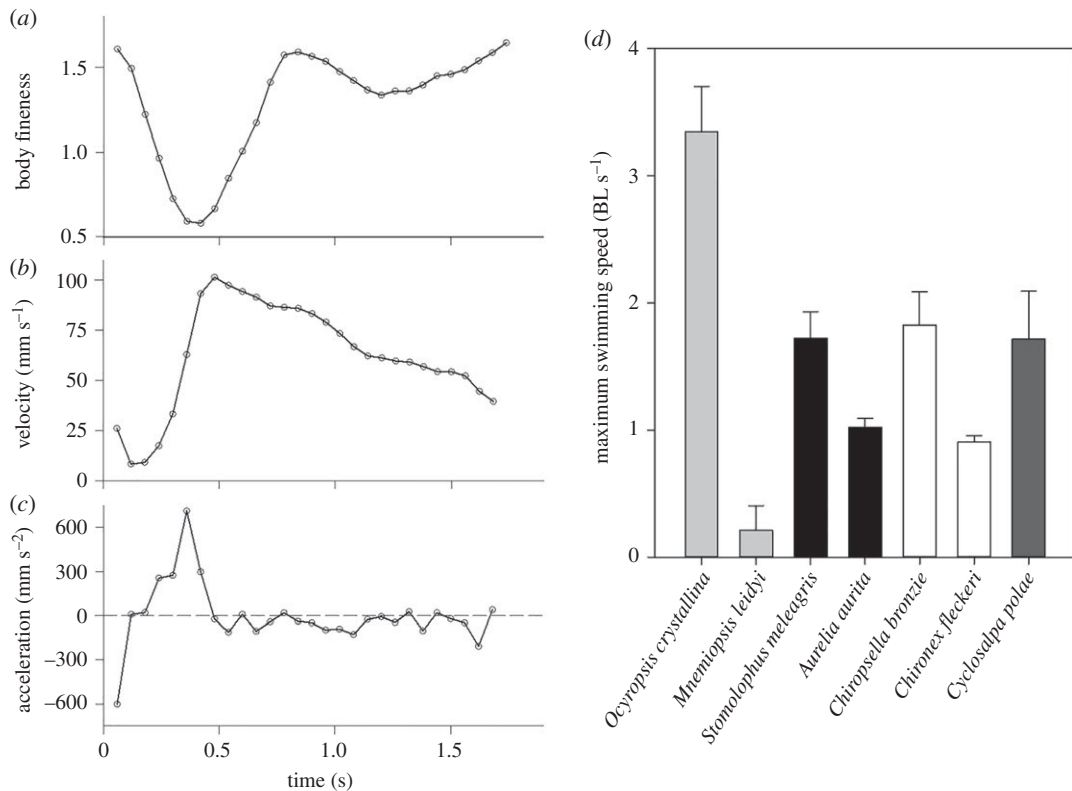 (a)
1.5
1.0
0.5
body fineness
(b)
100
75
50
25
0
velocity (mm s⁻¹)
(c)
600
300
0
−300
−600
acceleration (mm s⁻²)
0 0.5 1.0 1.5
time (s)
(d)
4
3
2
1
0
maximum swimming speed (BL s⁻¹)
Ocyropsis crystallina
Mnemiopsis leidyi
Stomolophus meleagris
Aurelia aurita
Chiropsella bronzie
Chironex fleckeri
Cyclosalpa polae